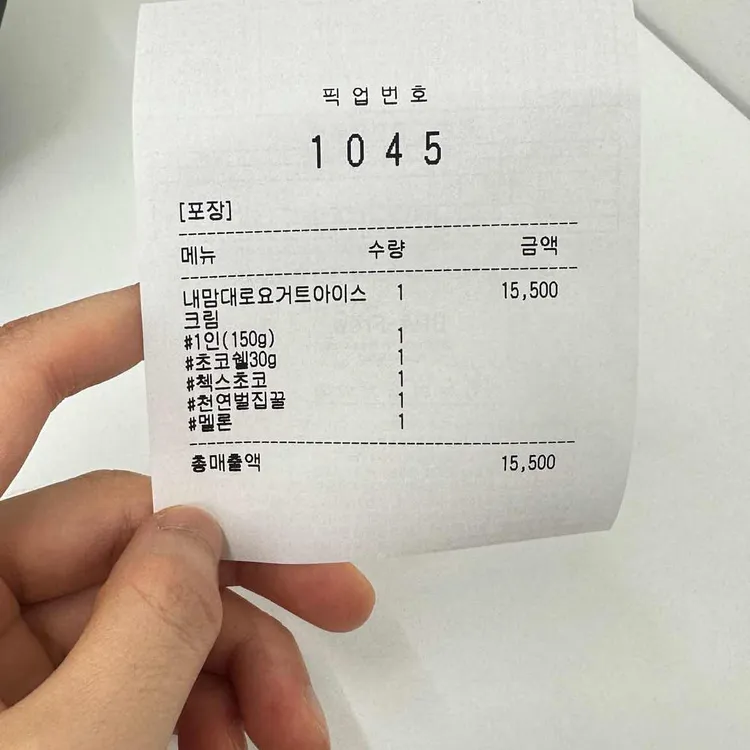 픽업번호
1045
[포장]
메뉴 수량 금액
내맘대로요거트아이스 1 15,500
크림
#1인(150g) 1
#초코쉘30g 1
#첵스초코 1
#천연벌집꿀 1
#멜론 1
총매출액 15,500